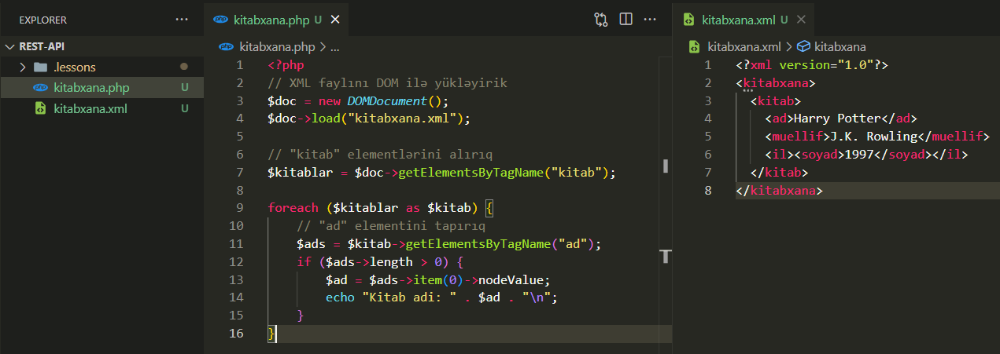 EXPLORER ...
REST-API
.lessons
kitabxana.php U
kitabxana.xml U
php kitabxana.php U
php kitabxana.php > ...
1 <?php
2 // XML faylını DOM ilə yükləyirik
3 $doc = new DOMDocument();
4 $doc->load("kitabxana.xml");
5
6 // "kitab" elementlərini alırıq
7 $kitablar = $doc->getElementsByTagName("kitab");
8
9 foreach ($kitablar as $kitab) {
10 // "ad" elementini tapırıq
11 $ads = $kitab->getElementsByTagName("ad");
12 if ($ads->length > 0) {
13 $ad = $ads->item(0)->nodeValue;
14 echo "Kitab adi: " . $ad . "\n";
15 }
16 }
kitabxana.xml U
kitabxana.xml > kitabxana
1 <?xml version="1.0"?>
2 <kitabxana>
3 <kitab>
4 <ad>Harry Potter</ad>
5 <muellif>J.K. Rowling</muellif>
6 <il><soyad>1997</soyad></il>
7 </kitab>
8 </kitabxana>